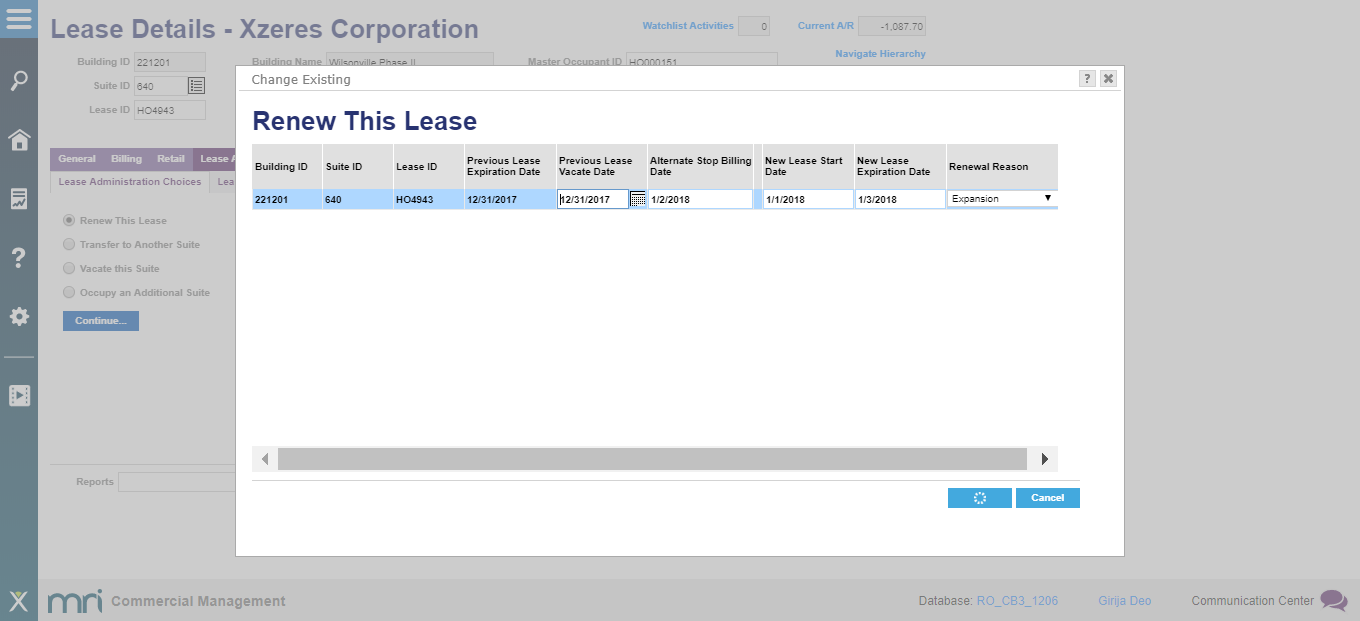 Lease Details - Xzeres Corporation
Watchlist Activities 0
Current A/R -1,087.70
Navigate Hierarchy
Building ID 221201
Building Name Wilsonville Phase II
Master Occupant ID HO000151
Suite ID 640
Lease ID HO4943
General Billing Retail Lease A
Lease Administration Choices Lea
Renew This Lease
Transfer to Another Suite
Vacate this Suite
Occupy an Additional Suite
Continue...
Reports
Change Existing
? ✖
Renew This Lease
Building ID Suite ID Lease ID Previous Lease Expiration Date Previous Lease Vacate Date Alternate Stop Billing Date New Lease Start Date New Lease Expiration Date Renewal Reason
221201 640 HO4943 12/31/2017 12/31/2017 1/2/2018 1/1/2018 1/3/2018 Expansion
Cancel
mri Commercial Management
Database: RO_CB3_1206
Girija Deo
Communication Center